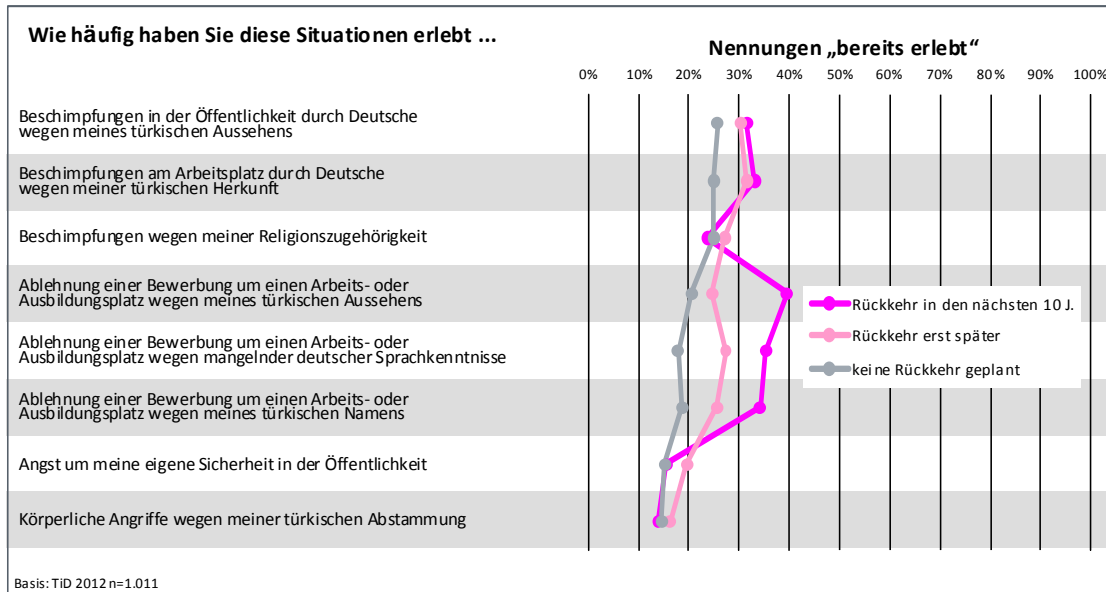 Wie häufig haben Sie diese Situationen erlebt ...
Nennungen „bereits erlebt“
0% 10% 20% 30% 40% 50% 60% 70% 80% 90% 100%
Beschimpfungen in der Öffentlichkeit durch Deutsche
wegen meines türkischen Aussehens
Beschimpfungen am Arbeitsplatz durch Deutsche
wegen meiner türkischen Herkunft
Beschimpfungen wegen meiner Religionszugehörigkeit
Ablehnung einer Bewerbung um einen Arbeits- oder
Ausbildungsplatz wegen meines türkischen Aussehens
Ablehnung einer Bewerbung um einen Arbeits- oder
Ausbildungsplatz wegen mangelnder deutscher Sprachkenntnisse
Ablehnung einer Bewerbung um einen Arbeits- oder
Ausbildungsplatz wegen meines türkischen Namens
Angst um meine eigene Sicherheit in der Öffentlichkeit
Körperliche Angriffe wegen meiner türkischen Abstammung
Rückkehr in den nächsten 10 J.
Rückkehr erst später
keine Rückkehr geplant
Basis: TiD 2012 n=1.011